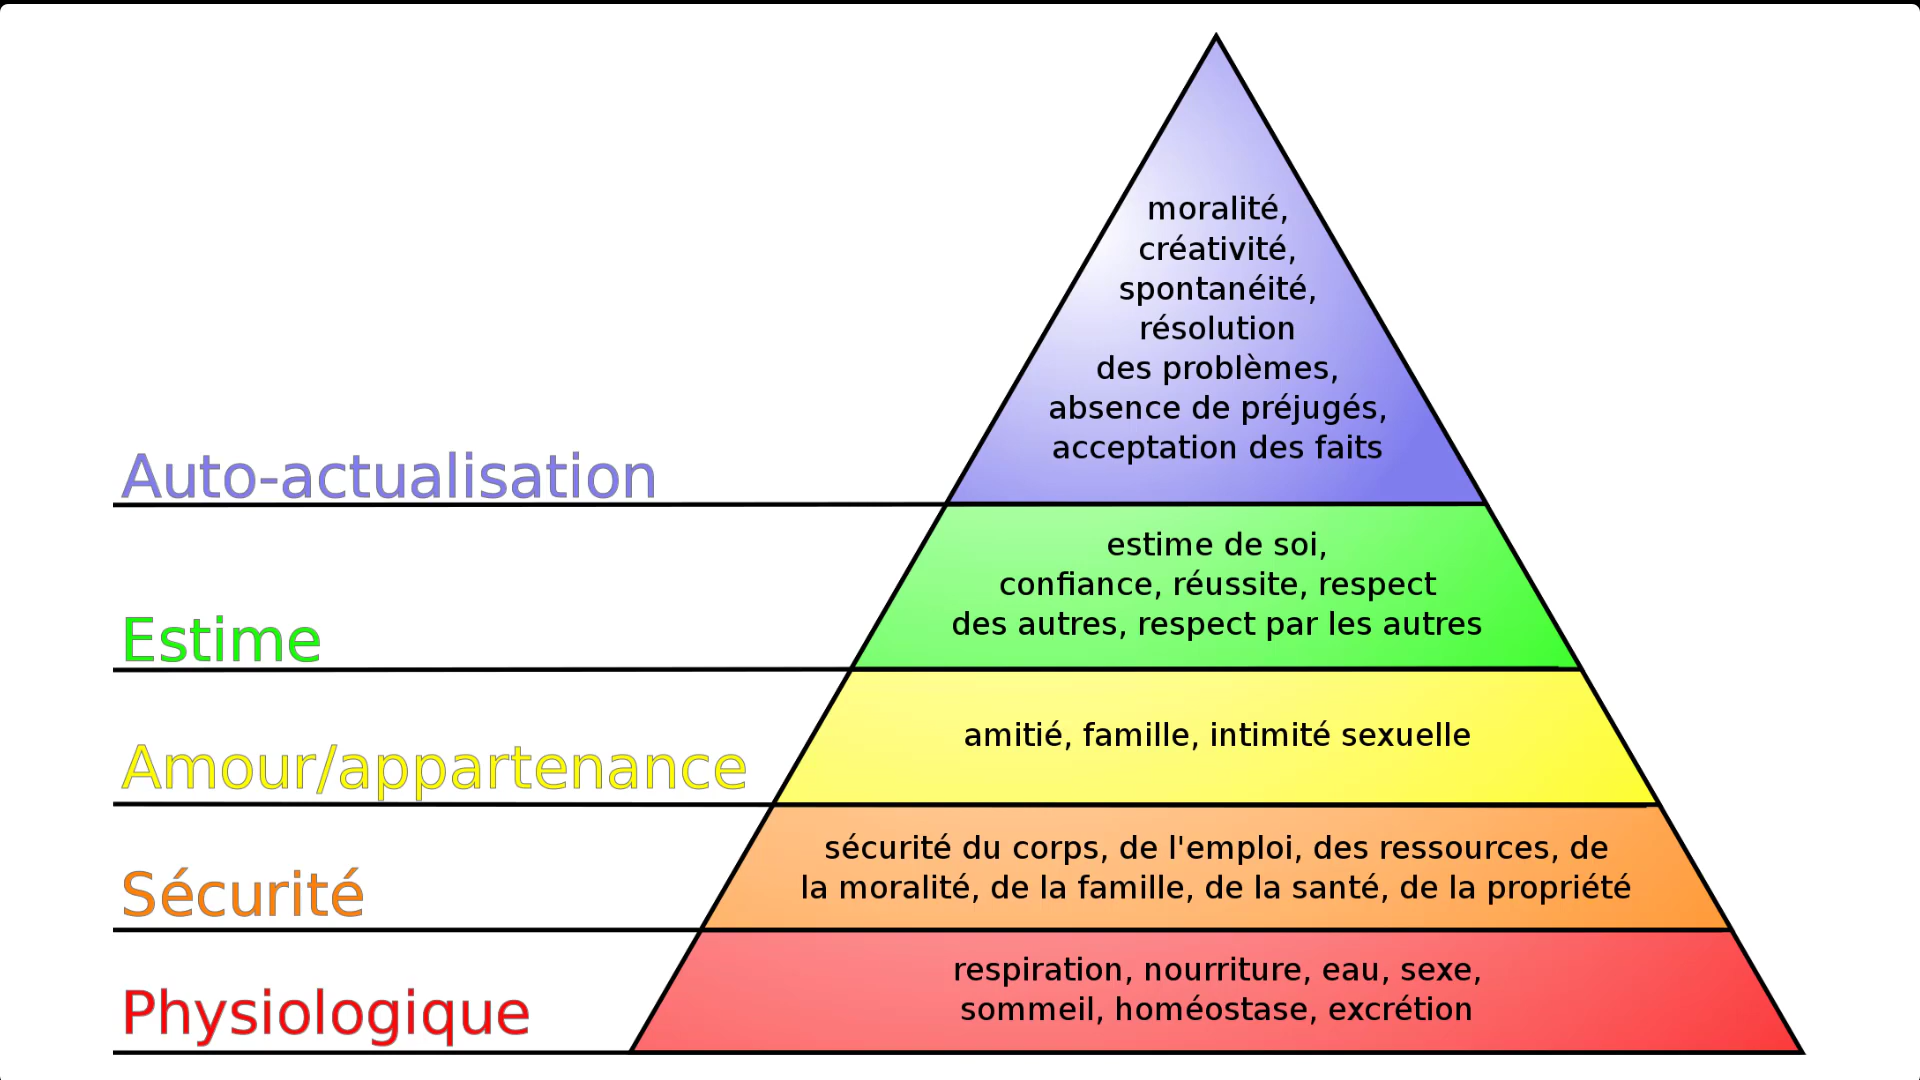 moralité,
créativité,
spontanéité,
résolution
des problèmes,
absence de préjugés,
acceptation des faits
Auto-actualisation
estime de soi,
confiance, réussite, respect
des autres, respect par les autres
Estime
amitié, famille, intimité sexuelle
Amour/appartenance
sécurité du corps, de l'emploi, des ressources, de
la moralité, de la famille, de la santé, de la propriété
Sécurité
respiration, nourriture, eau, sexe,
sommeil, homéostase, excrétion
Physiologique